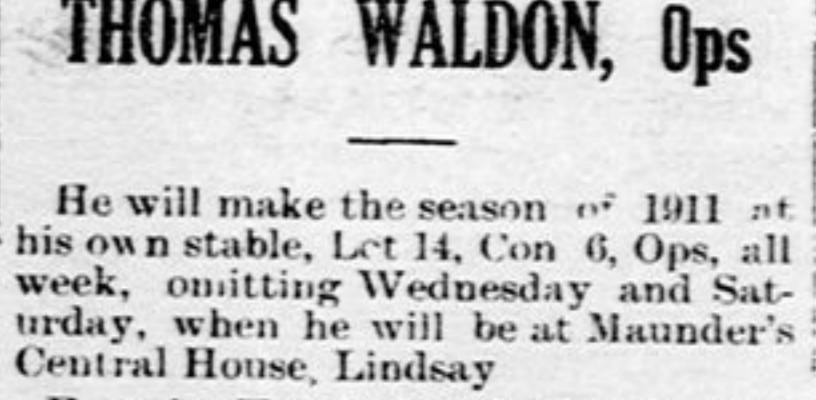 THOMAS WALDON, Ops
He will make the season of 1911 at
his own stable, Lot 14, Con 6, Ops, all
week, omitting Wednesday and Sat-
urday, when he will be at Maunder's
Central House, Lindsay